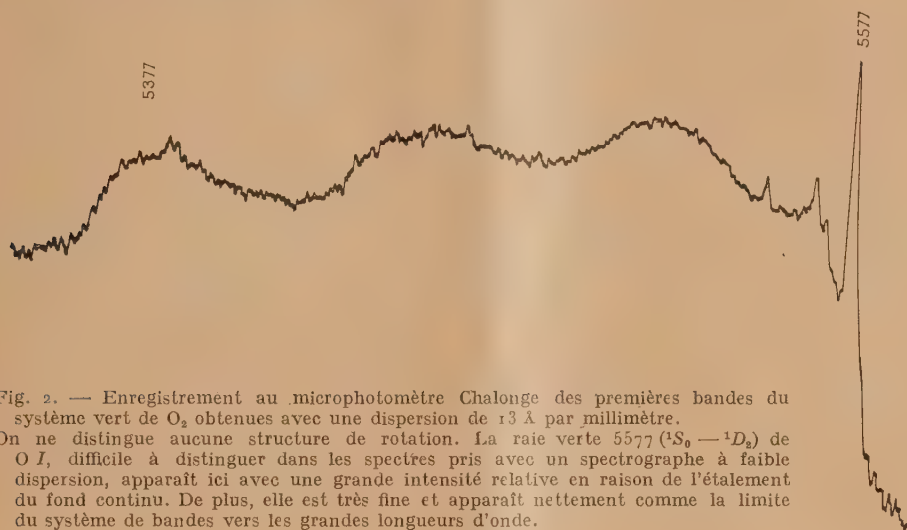 5577
5377
Fig. 2. — Enregistrement au microphotomètre Chalonge des premières bandes du
système vert de O₂ obtenues avec une dispersion de 13 Å par millimètre.
On ne distingue aucune structure de rotation. La raie verte 5577 (¹S₀ — ¹D₂) de
O I, difficile à distinguer dans les spectres pris avec un spectrographe à faible
dispersion, apparaît ici avec une grande intensité relative en raison de l'étalement
du fond continu. De plus, elle est très fine et apparaît nettement comme la limite
du système de bandes vers les grandes longueurs d'onde.